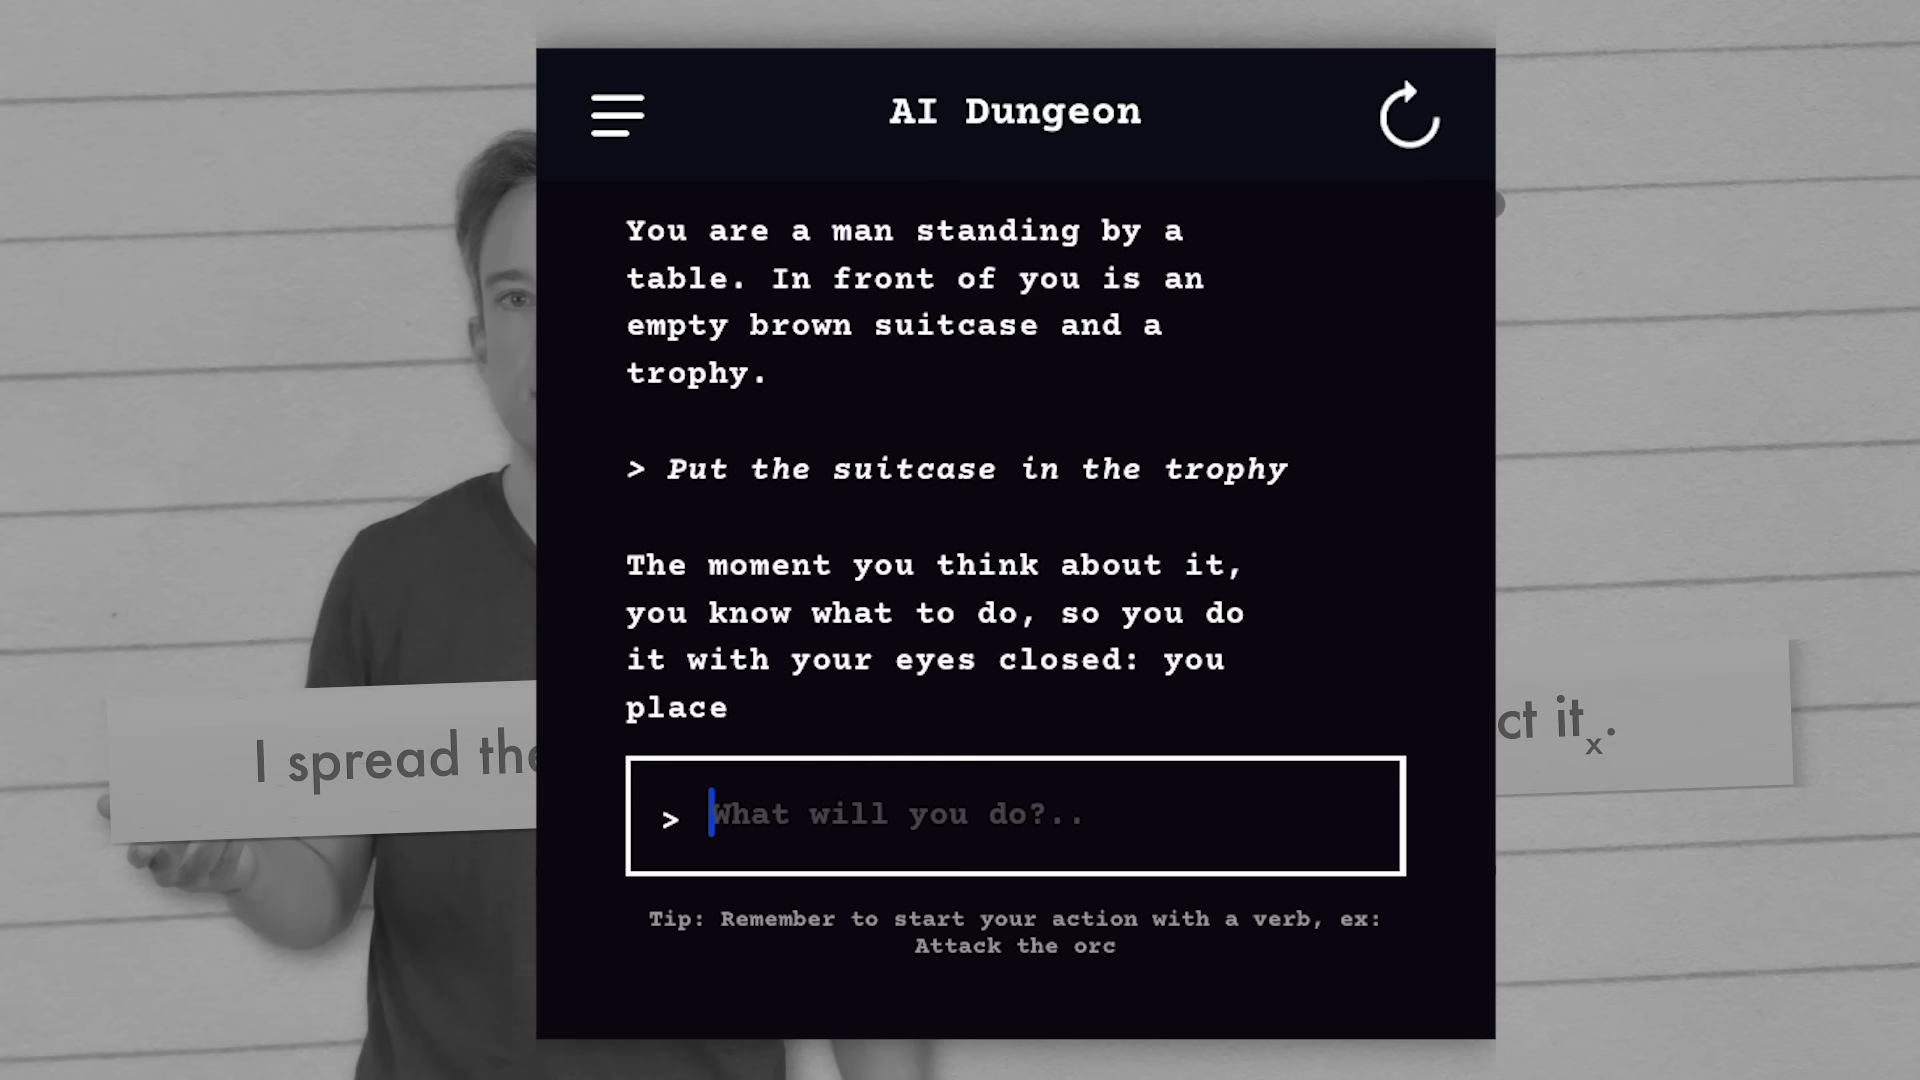 AI Dungeon
You are a man standing by a
table. In front of you is an
empty brown suitcase and a
trophy.
> Put the suitcase in the trophy
The moment you think about it,
you know what to do, so you do
it with your eyes closed: you
place
> What will you do?..
Tip: Remember to start your action with a verb, ex:
Attack the orc
I spread the
ct itₓ.